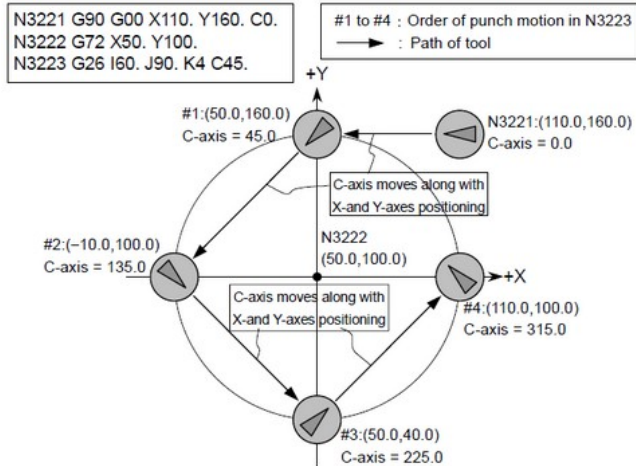 N3221 G90 G00 X110. Y160. C0.
N3222 G72 X50. Y100.
N3223 G26 I60. J90. K4 C45.
#1 to #4 : Order of punch motion in N3223
: Path of tool
+Y
#1:(50.0,160.0)
C-axis = 45.0
N3221:(110.0,160.0)
C-axis = 0.0
C-axis moves along with
X-and Y-axes positioning
N3222
(50.0,100.0)
#2:(–10.0,100.0)
C-axis = 135.0
+X
C-axis moves along with
X-and Y-axes positioning
#4:(110.0,100.0)
C-axis = 315.0
#3:(50.0,40.0)
C-axis = 225.0